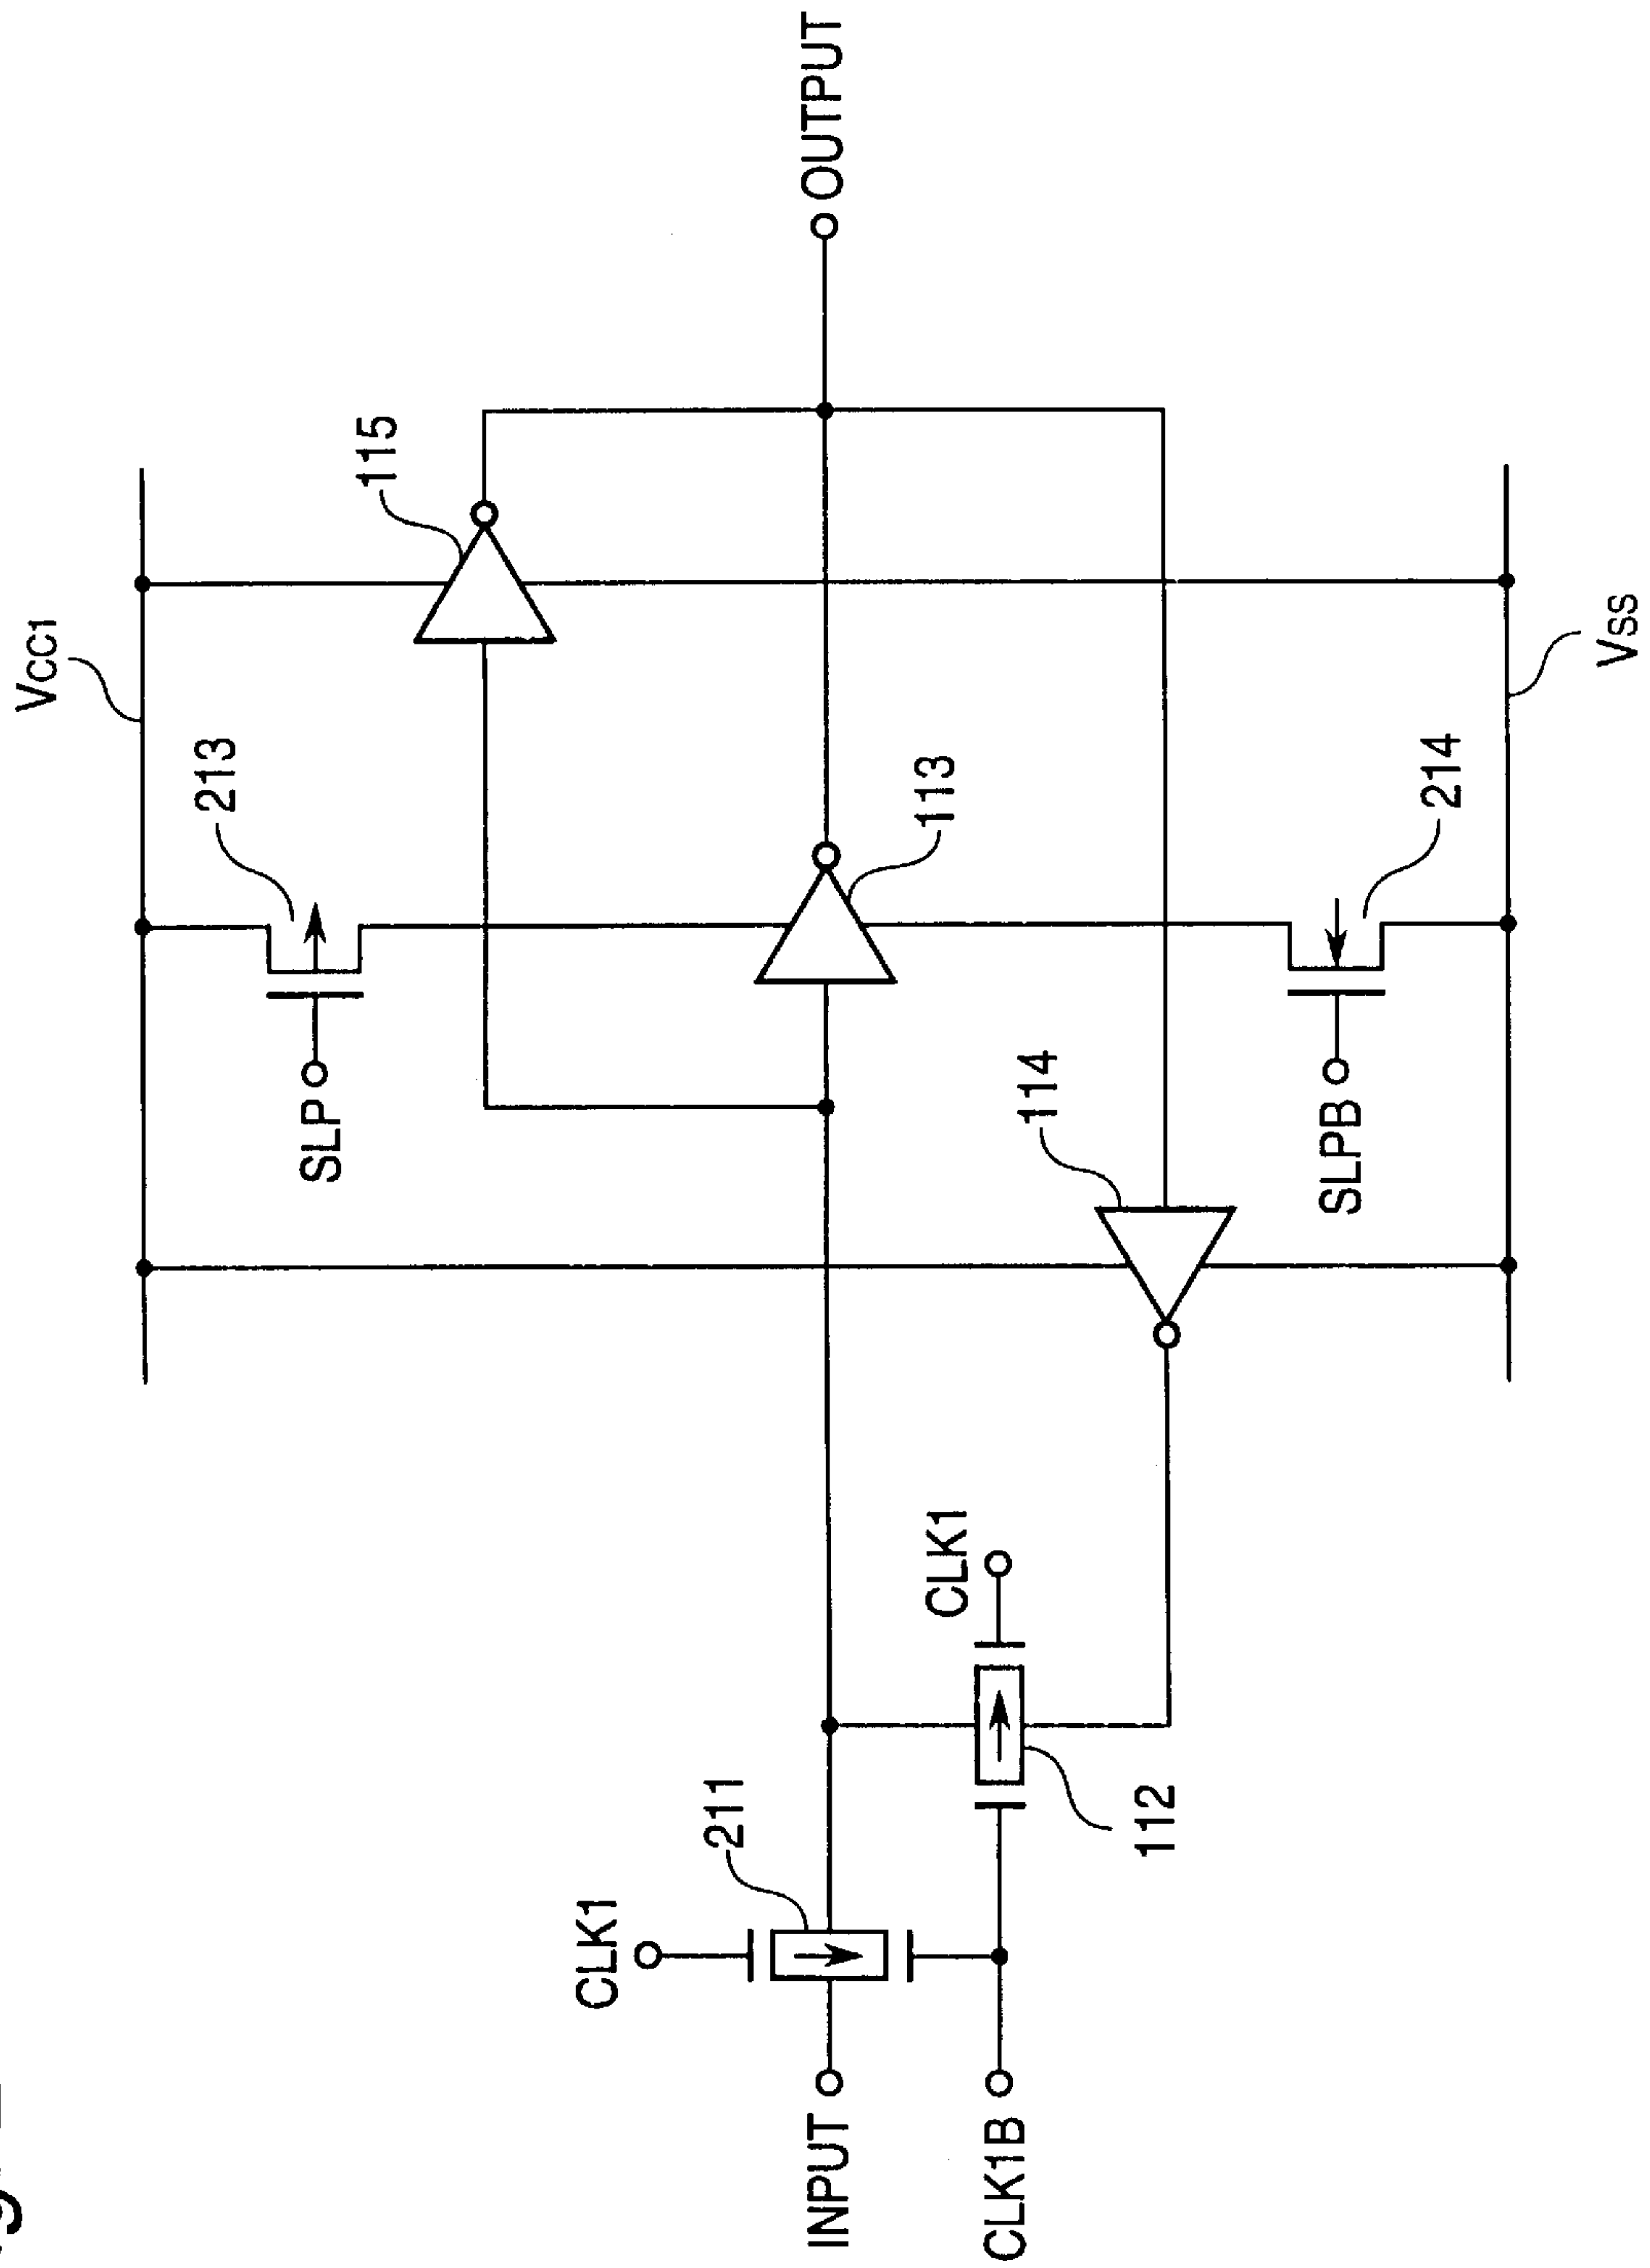 VCC1
213
115
SLP
OUTPUT
113
114
SLPB
214
VSS
CLK1
211
CLK1
112
INPUT
CLK1B